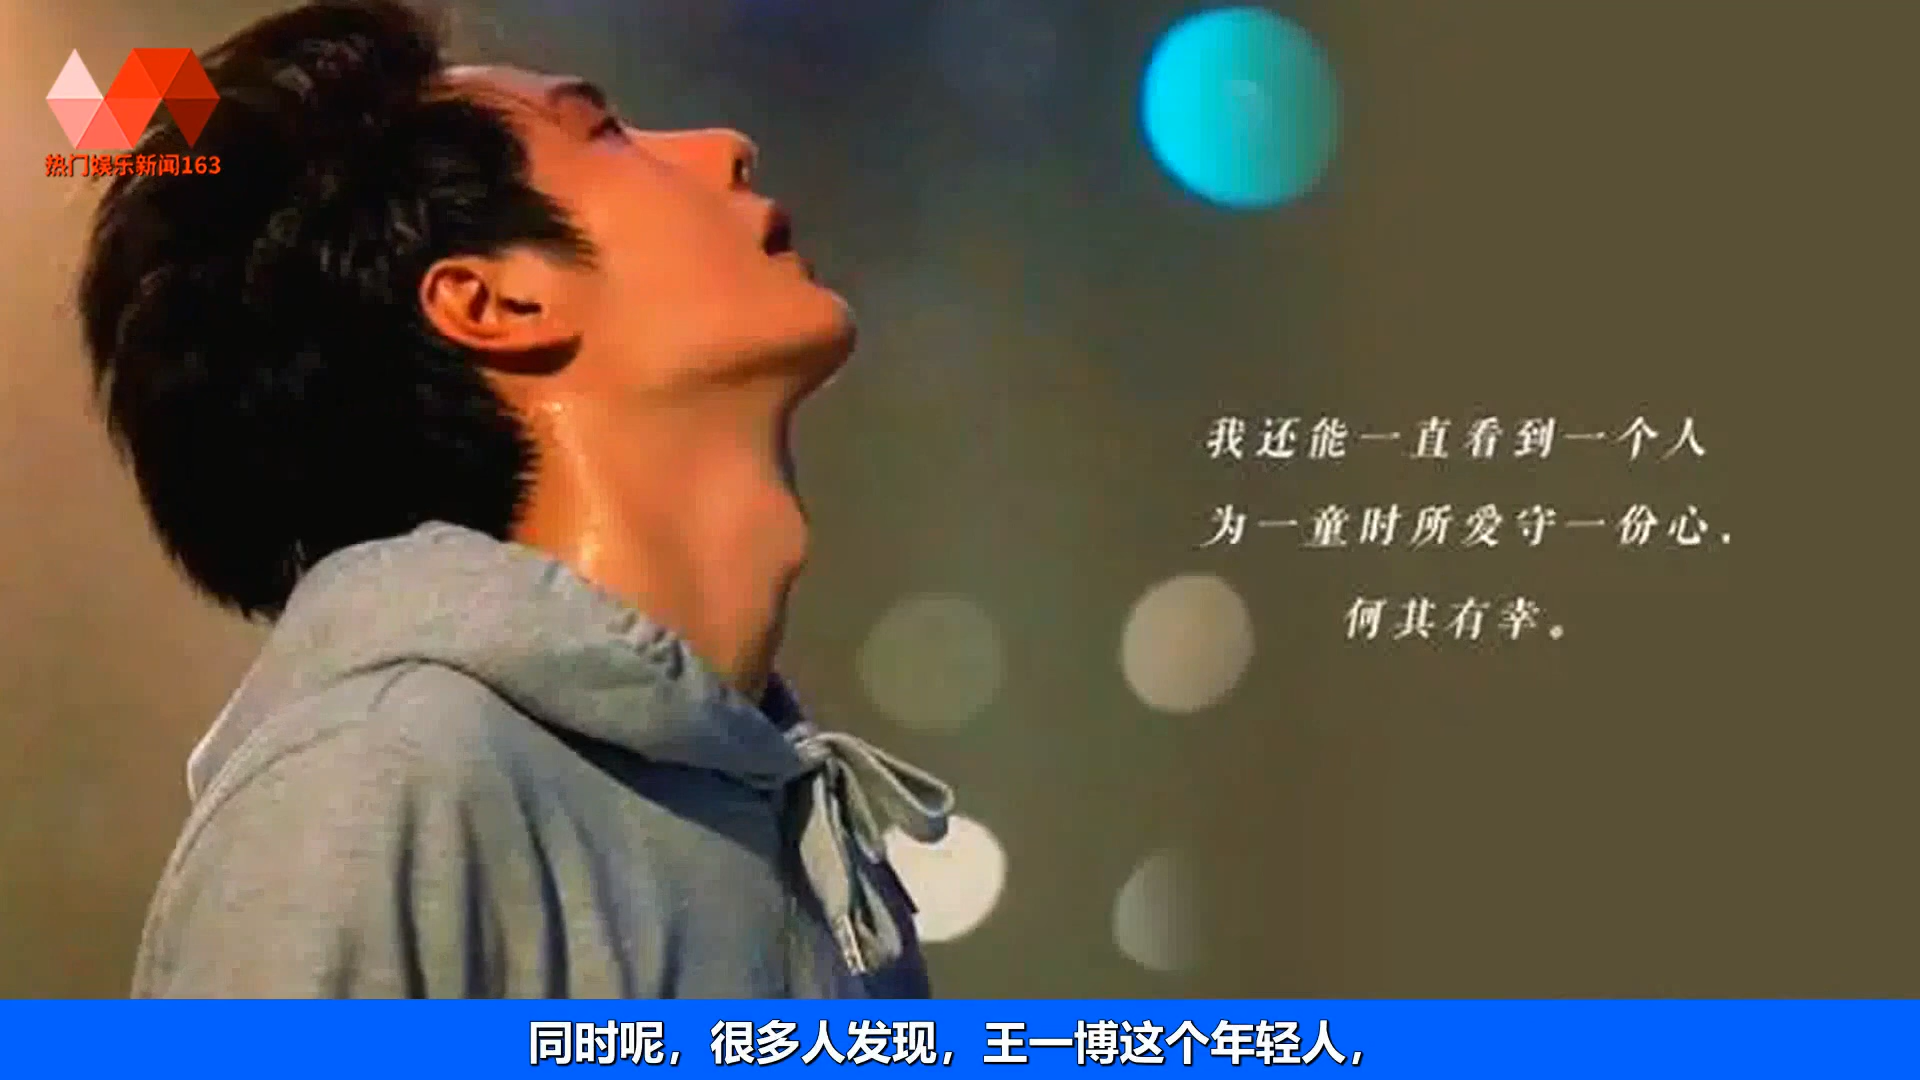 热门娱乐新闻163
我还能一直看到一个人
为一童时所爱守一份心.
何其有幸。
同时呢，很多人发现，王一博这个年轻人，